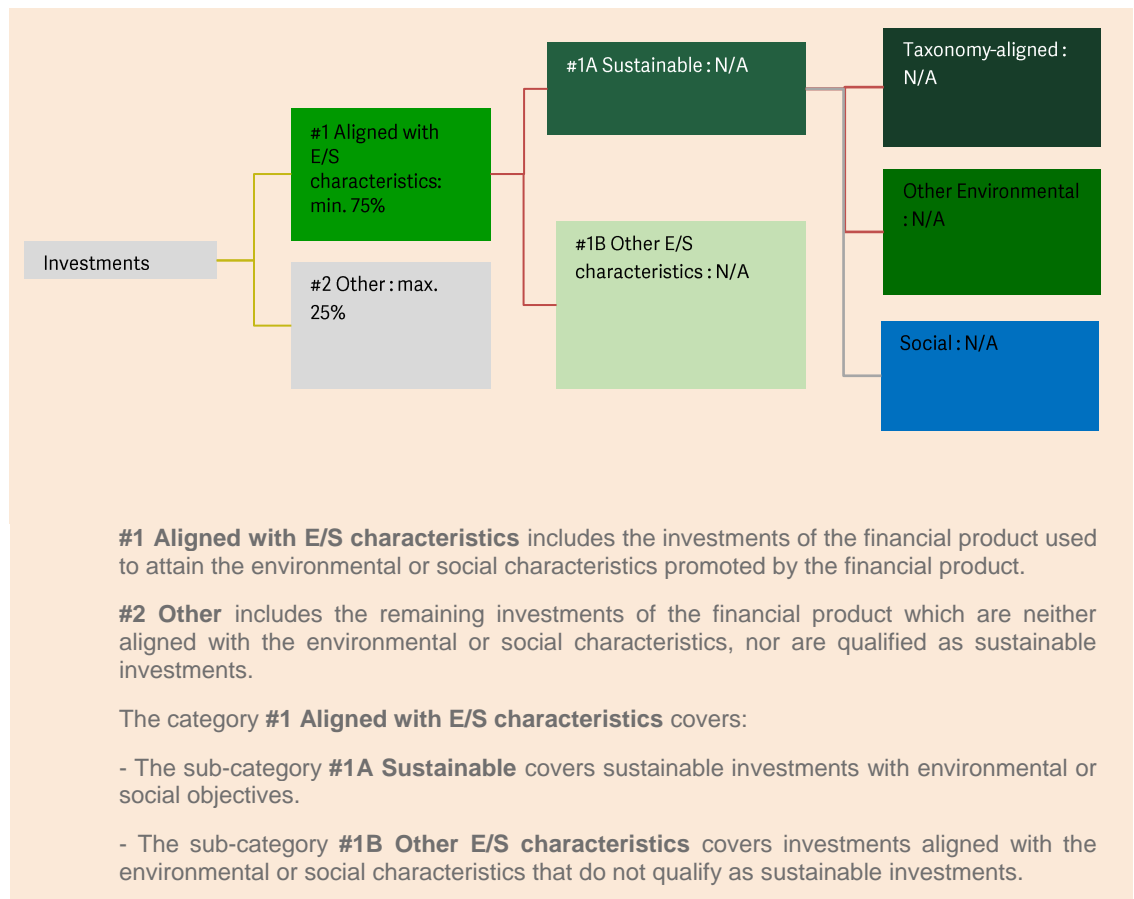 Investments
#1 Aligned with
E/S
characteristics:
min. 75%
#2 Other : max.
25%
#1A Sustainable : N/A
#1B Other E/S
characteristics : N/A
Taxonomy-aligned :
N/A
Other Environmental
: N/A
Social : N/A
#1 Aligned with E/S characteristics includes the investments of the financial product used
to attain the environmental or social characteristics promoted by the financial product.
#2 Other includes the remaining investments of the financial product which are neither
aligned with the environmental or social characteristics, nor are qualified as sustainable
investments.
The category #1 Aligned with E/S characteristics covers:
- The sub-category #1A Sustainable covers sustainable investments with environmental or
social objectives.
- The sub-category #1B Other E/S characteristics covers investments aligned with the
environmental or social characteristics that do not qualify as sustainable investments.